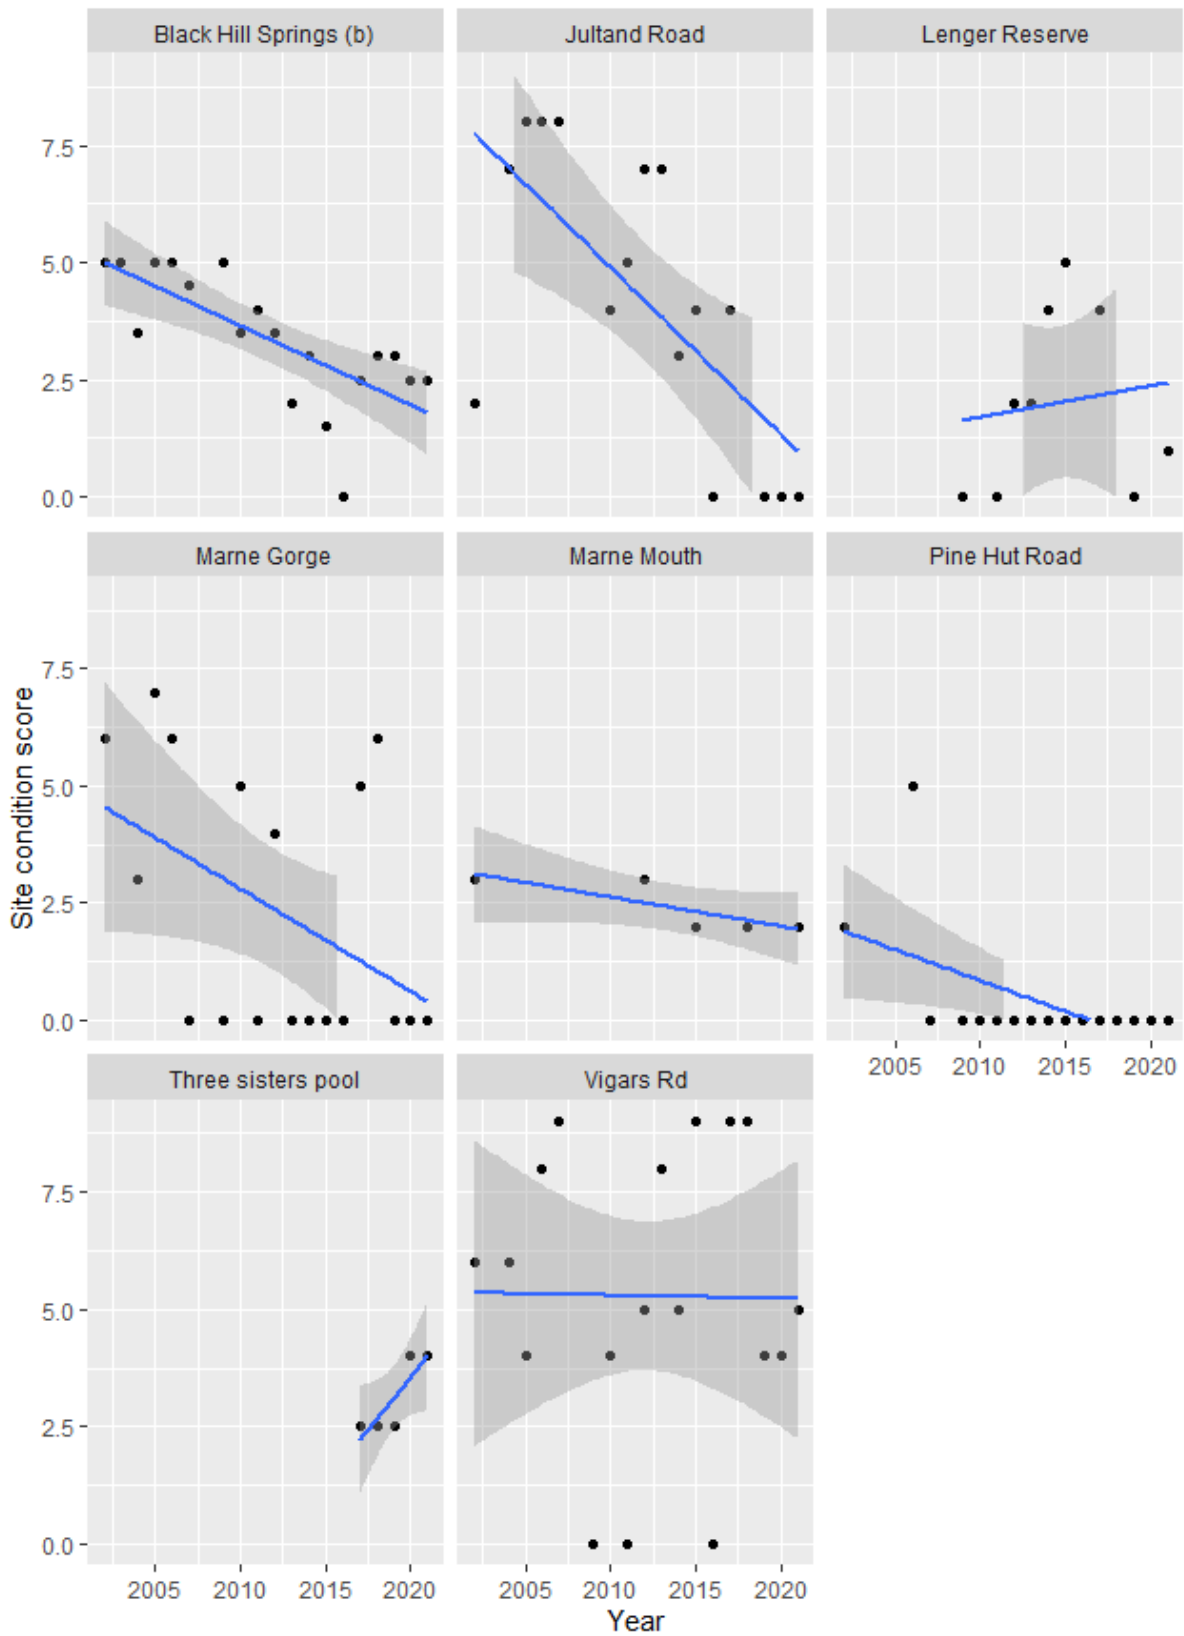 Black Hill Springs (b)
Jultand Road
Lenger Reserve
7.5
5.0
2.5
0.0
Marne Gorge
Marne Mouth
Pine Hut Road
Site condition score
7.5
5.0
2.5
0.0
2005 2010 2015 2020
Three sisters pool
Vigars Rd
7.5
5.0
2.5
0.0
2005 2010 2015 2020
2005 2010 2015 2020
Year